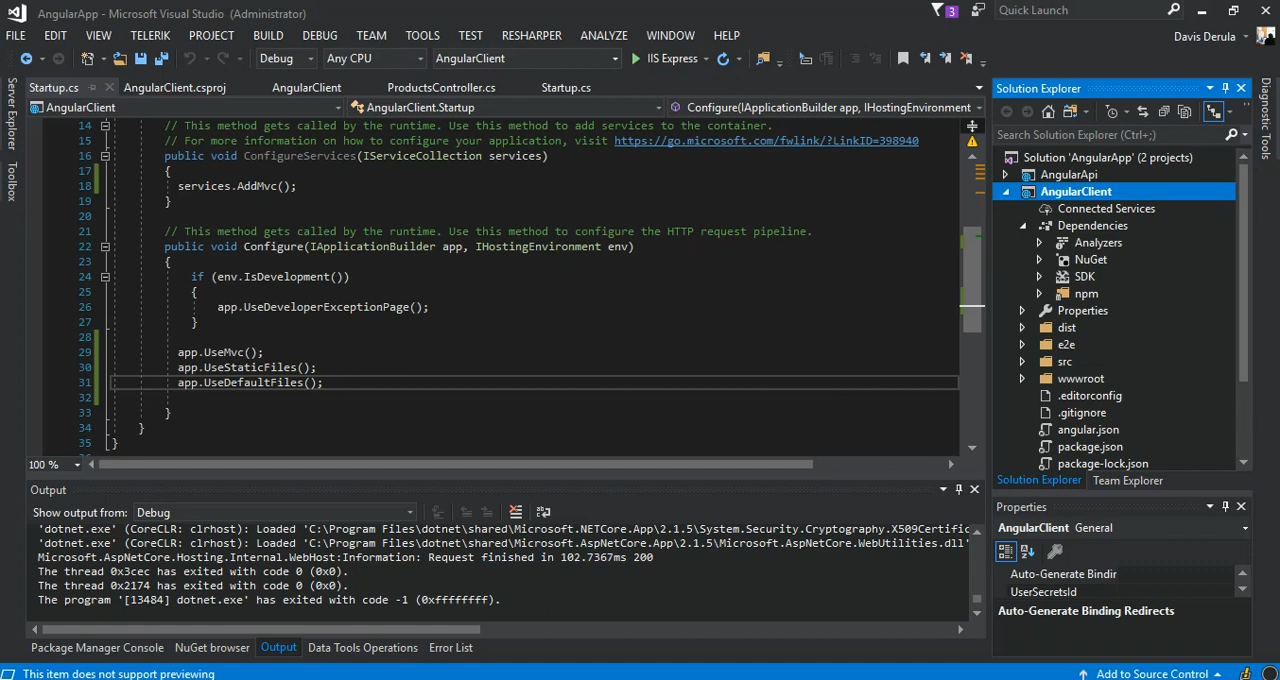 AngularApp - Microsoft Visual Studio (Administrator)
3
Quick Launch
FILE EDIT VIEW TELERIK PROJECT BUILD DEBUG TEAM TOOLS TEST RESHARPER ANALYZE WINDOW HELP
Davis Derula
Debug Any CPU AngularClient IIS Express
Server Explorer
Toolbox
Startup.cs AngularClient.csproj AngularClient ProductsController.cs Startup.cs
AngularClient AngularClient.Startup Configure(IApplicationBuilder app, IHostingEnvironment
14 // This method gets called by the runtime. Use this method to add services to the container.
15 // For more information on how to configure your application, visit https://go.microsoft.com/fwlink/?LinkID=398940
16 public void ConfigureServices(IServiceCollection services)
17 {
18 services.AddMvc();
19 }
20
21 // This method gets called by the runtime. Use this method to configure the HTTP request pipeline.
22 public void Configure(IApplicationBuilder app, IHostingEnvironment env)
23 {
24 if (env.IsDevelopment())
25 {
26 app.UseDeveloperExceptionPage();
27 }
28
29 app.UseMvc();
30 app.UseStaticFiles();
31 app.UseDefaultFiles();
32
33 }
34 }
35 }
100 %
Output
Show output from: Debug
'dotnet.exe' (CoreCLR: clrhost): Loaded 'C:\Program Files\dotnet\shared\Microsoft.NETCore.App\2.1.5\System.Security.Cryptography.X509Certific
'dotnet.exe' (CoreCLR: clrhost): Loaded 'C:\Program Files\dotnet\shared\Microsoft.AspNetCore.App\2.1.5\Microsoft.AspNetCore.WebUtilities.dll'
Microsoft.AspNetCore.Hosting.Internal.WebHost:Information: Request finished in 102.7367ms 200
The thread 0x3cec has exited with code 0 (0x0).
The thread 0x2174 has exited with code 0 (0x0).
The program '[13484] dotnet.exe' has exited with code -1 (0xffffffff).
Package Manager Console NuGet browser Output Data Tools Operations Error List
Solution Explorer
Search Solution Explorer (Ctrl+;)
Solution 'AngularApp' (2 projects)
AngularApi
AngularClient
Connected Services
Dependencies
Analyzers
NuGet
SDK
npm
Properties
dist
e2e
src
wwwroot
.editorconfig
.gitignore
angular.json
package.json
package-lock.json
Solution Explorer Team Explorer
Properties
AngularClient General
Auto-Generate Bindir
UserSecretsId
Auto-Generate Binding Redirects
Diagnostic Tools
This item does not support previewing
Add to Source Control